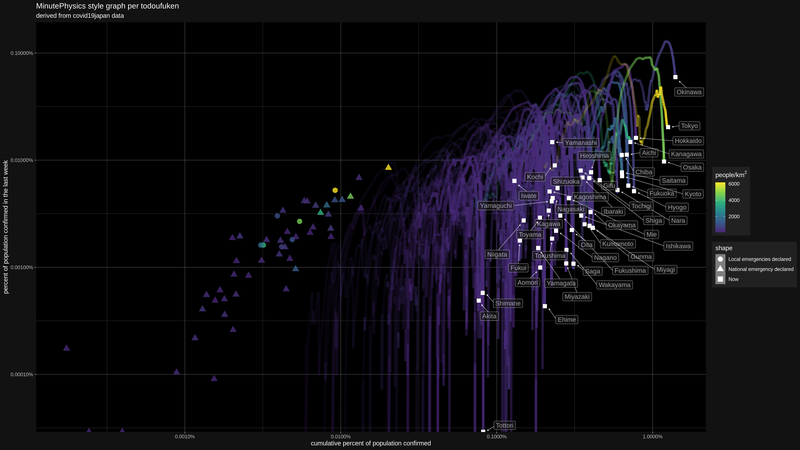 MinutePhysics style graph per todoufuken
derived from covid19japan data
0.10000%
0.01000%
0.00100%
0.00010%
percent of population confirmed in the last week
0.0010%
0.0100%
0.1000%
1.0000%
cumulative percent of population confirmed
Okinawa
Tokyo
Hokkaido
Yamanashi
Aichi
Kanagawa
Hiroshima
Osaka
Chiba
Kochi
Shizuoka
Gifu
Saitama
Iwate
Kagoshima
Fukuoka
Kyoto
Yamaguchi
Nagasaki
Ibaraki
Tochigi
Hyogo
Kagawa
Okayama
Shiga
Nara
Toyama
Mie
Oita
Kumamoto
Ishikawa
Niigata
Tokushima
Nagano
Gunma
Fukui
Saga
Fukushima
Miyagi
Aomori
Yamagata
Wakayama
Miyazaki
Shimane
Akita
Ehime
Tottori
people/km²
6000
4000
2000
shape
Local emergencies declared
National emergency declared
Now